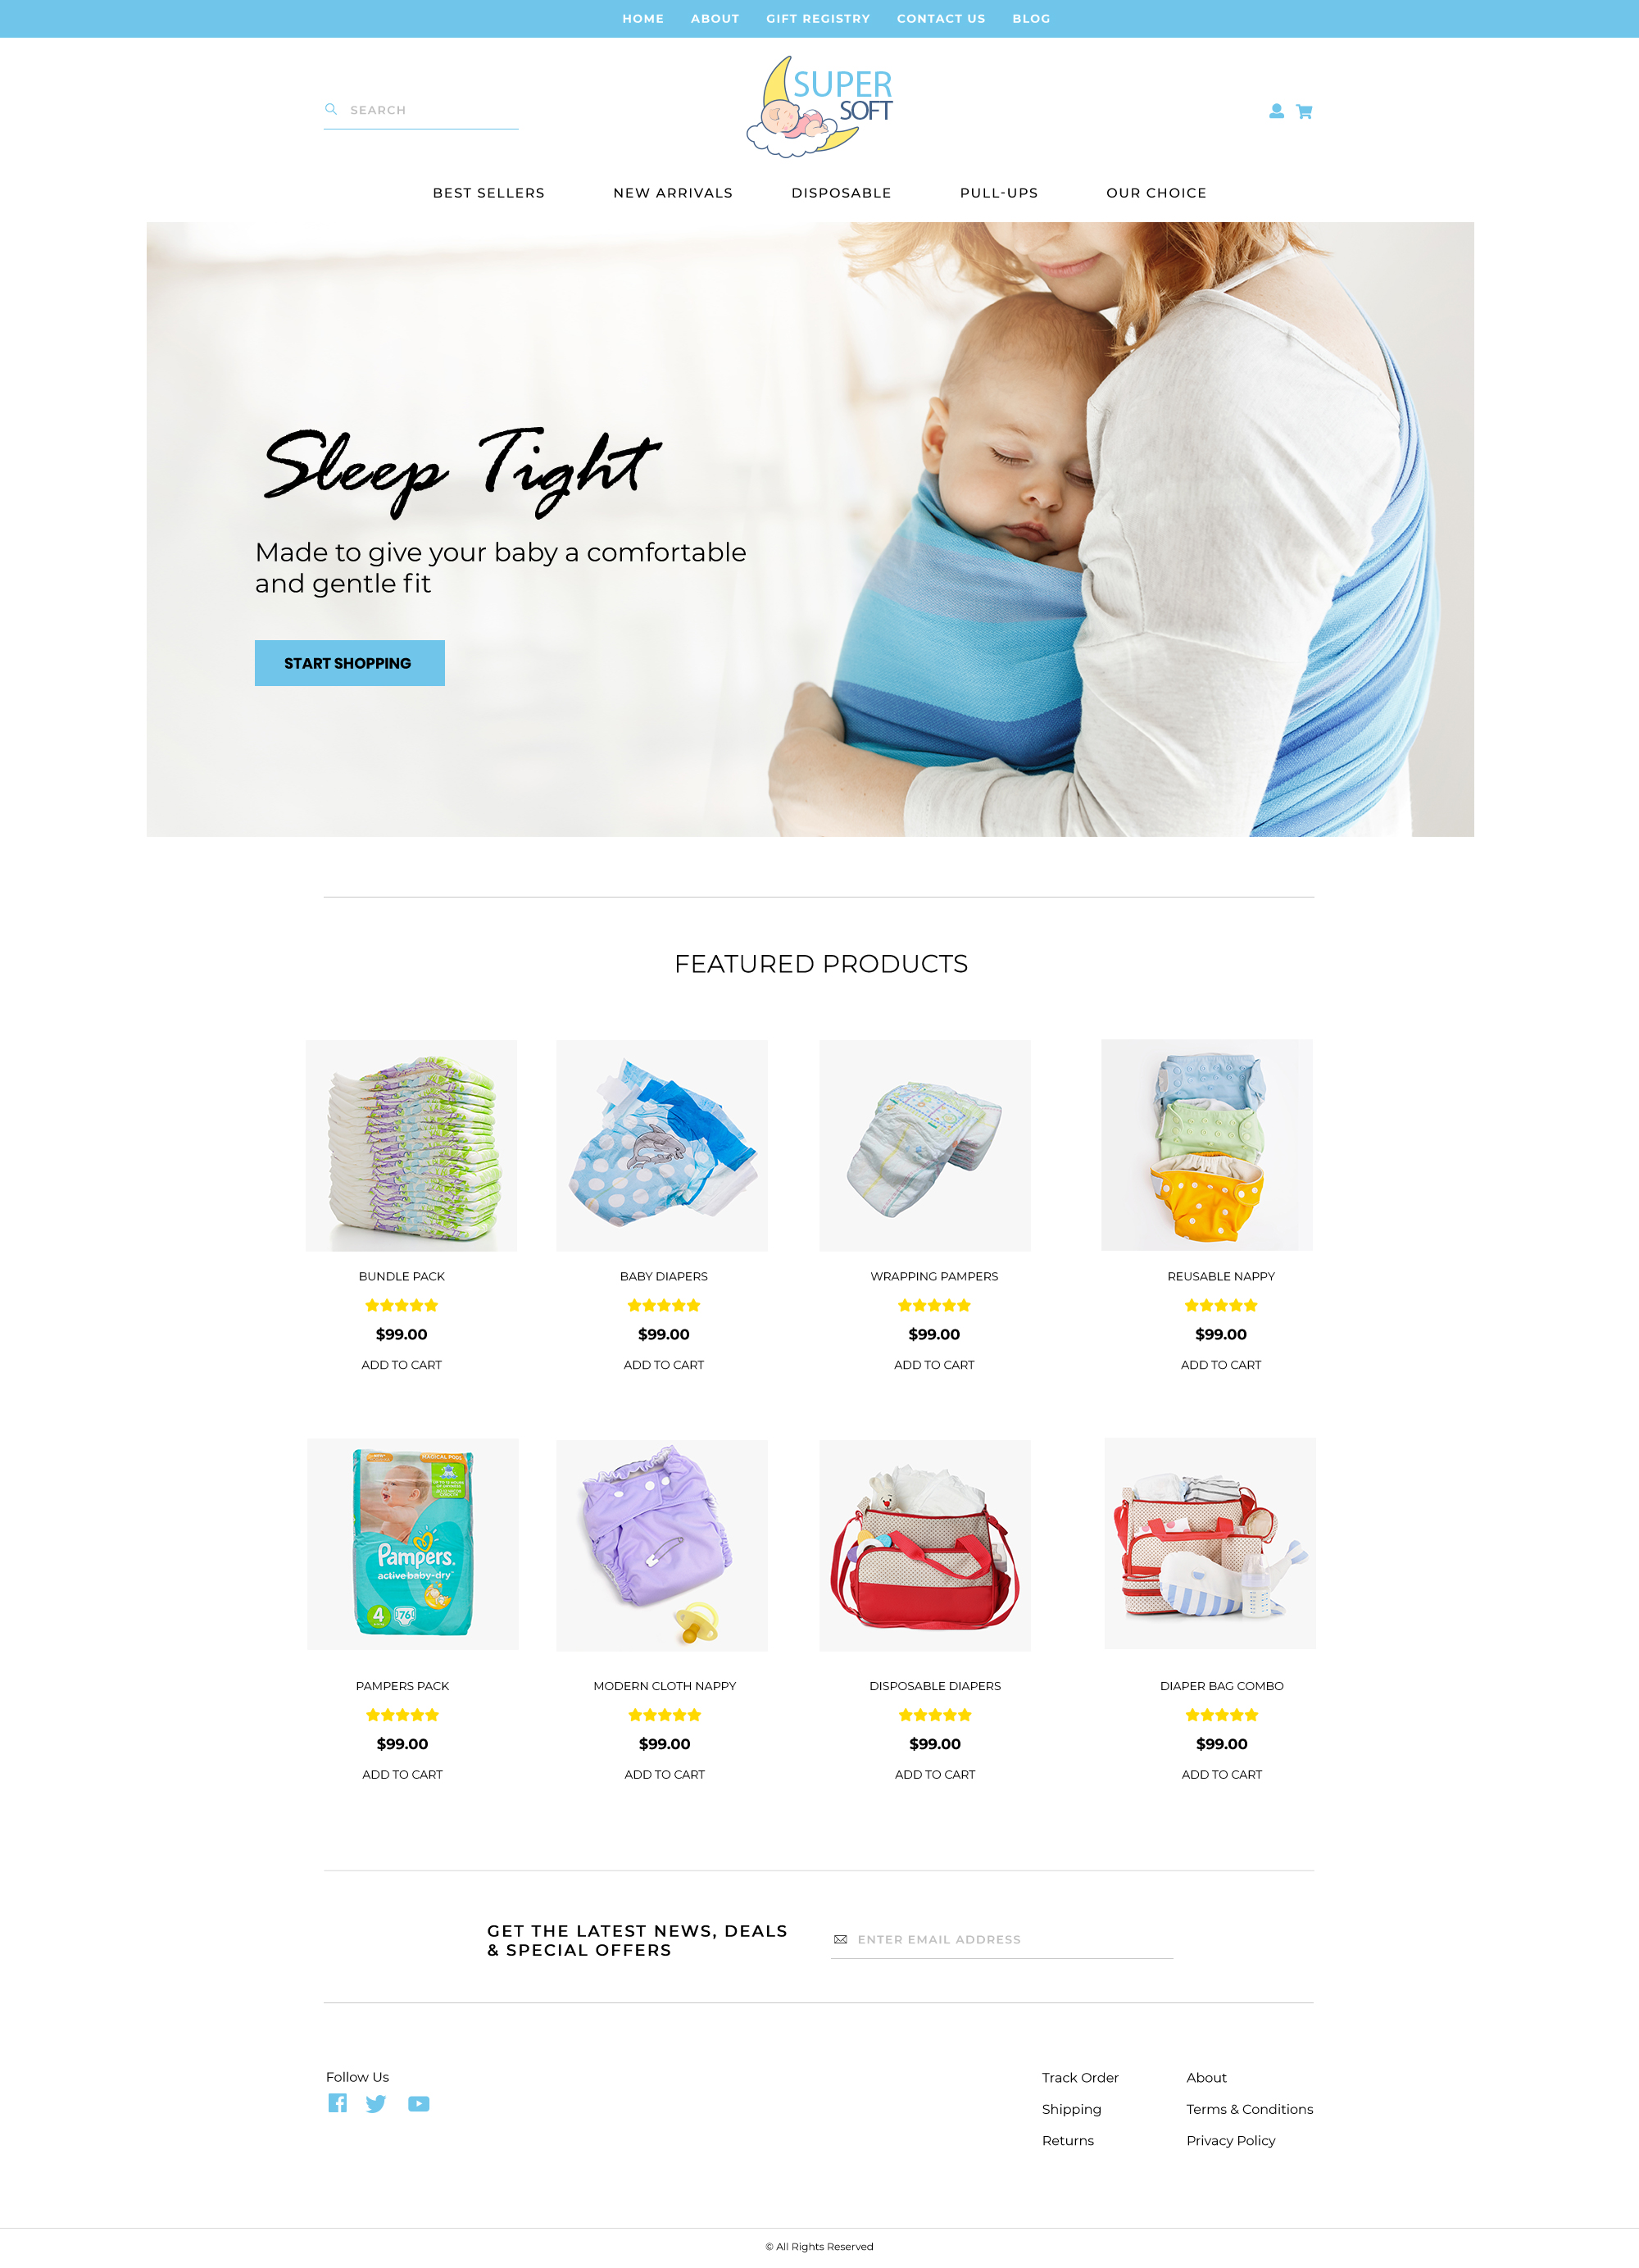 HOME ABOUT GIFT REGISTRY CONTACT US BLOG
SUPER
SOFT
SEARCH
BEST SELLERS NEW ARRIVALS DISPOSABLE PULL-UPS OUR CHOICE
Sleep Tight
Made to give your baby a comfortable
and gentle fit
START SHOPPING
FEATURED PRODUCTS
BUNDLE PACK BABY DIAPERS WRAPPING PAMPERS REUSABLE NAPPY
$99.00 $99.00 $99.00 $99.00
ADD TO CART ADD TO CART ADD TO CART ADD TO CART
MAGICAL PODS
Pampers.
active baby-dry
4 76
PAMPERS PACK MODERN CLOTH NAPPY DISPOSABLE DIAPERS DIAPER BAG COMBO
$99.00 $99.00 $99.00 $99.00
ADD TO CART ADD TO CART ADD TO CART ADD TO CART
GET THE LATEST NEWS, DEALS
& SPECIAL OFFERS
ENTER EMAIL ADDRESS
Follow Us
Track Order About
Shipping Terms & Conditions
Returns Privacy Policy
© All Rights Reserved